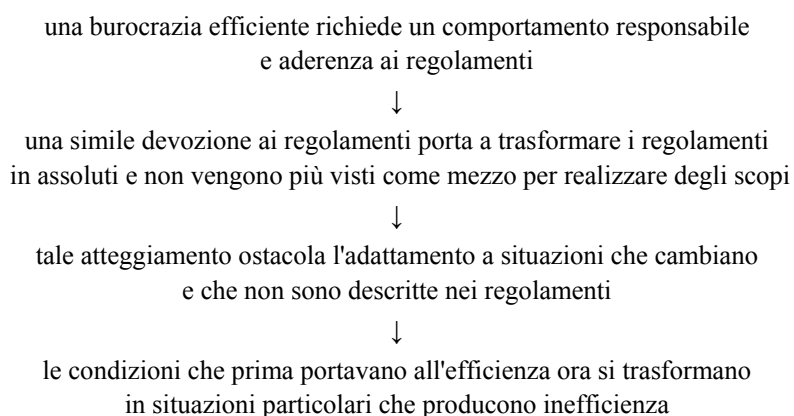 una burocrazia efficiente richiede un comportamento responsabile
e aderenza ai regolamenti
↓
una simile devozione ai regolamenti porta a trasformare i regolamenti
in assoluti e non vengono più visti come mezzo per realizzare degli scopi
↓
tale atteggiamento ostacola l'adattamento a situazioni che cambiano
e che non sono descritte nei regolamenti
↓
le condizioni che prima portavano all'efficienza ora si trasformano
in situazioni particolari che producono inefficienza